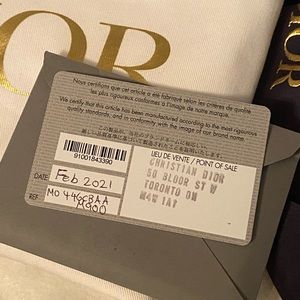 IOR
IOR
Nous certifions que cet article a été fabriqué selon les critères de qualité
les plus rigoureux conformes à l'image de notre marque.
We certify that this article has been manufactured according to the most rigorous
quality standards, and in conformity with the image of our brand name.
91001843390
DATE
Feb 2021
REF.
M0446CBAA
M900
LIEU DE VENTE / POINT OF SALE
CHRISTIAN DIOR
50 BLOOR ST W
TORONTO ON
M4W 1A1